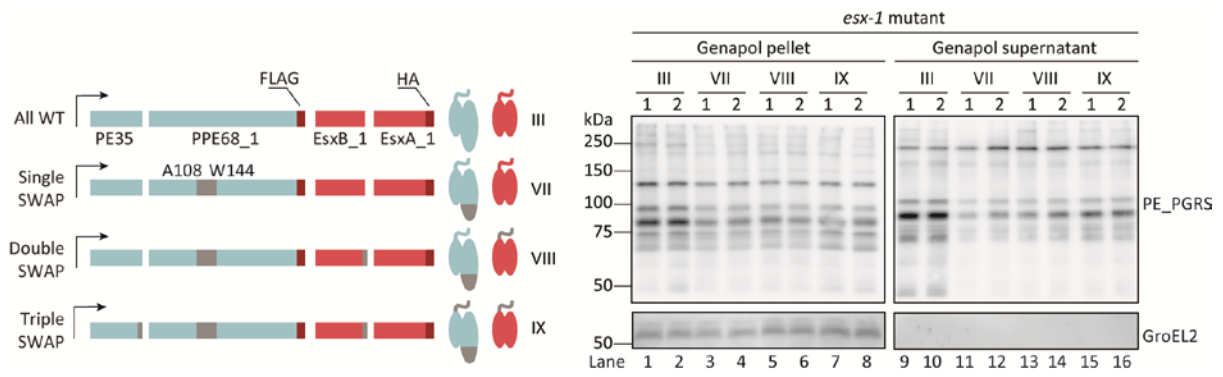 esx-1 mutant
Genapol pellet Genapol supernatant
FLAG HA
III VII VIII IX III VII VIII IX
1 2 1 2 1 2 1 2 1 2 1 2 1 2 1 2
All WT III
PE35 PPE68_1 EsxB_1 EsxA_1
kDa
250
150
100
75
50
PE_PGRS
A108 W144
Single
SWAP
VII
Double
SWAP
VIII
Triple
SWAP
IX
50
GroEL2
Lane 1 2 3 4 5 6 7 8 9 10 11 12 13 14 15 16